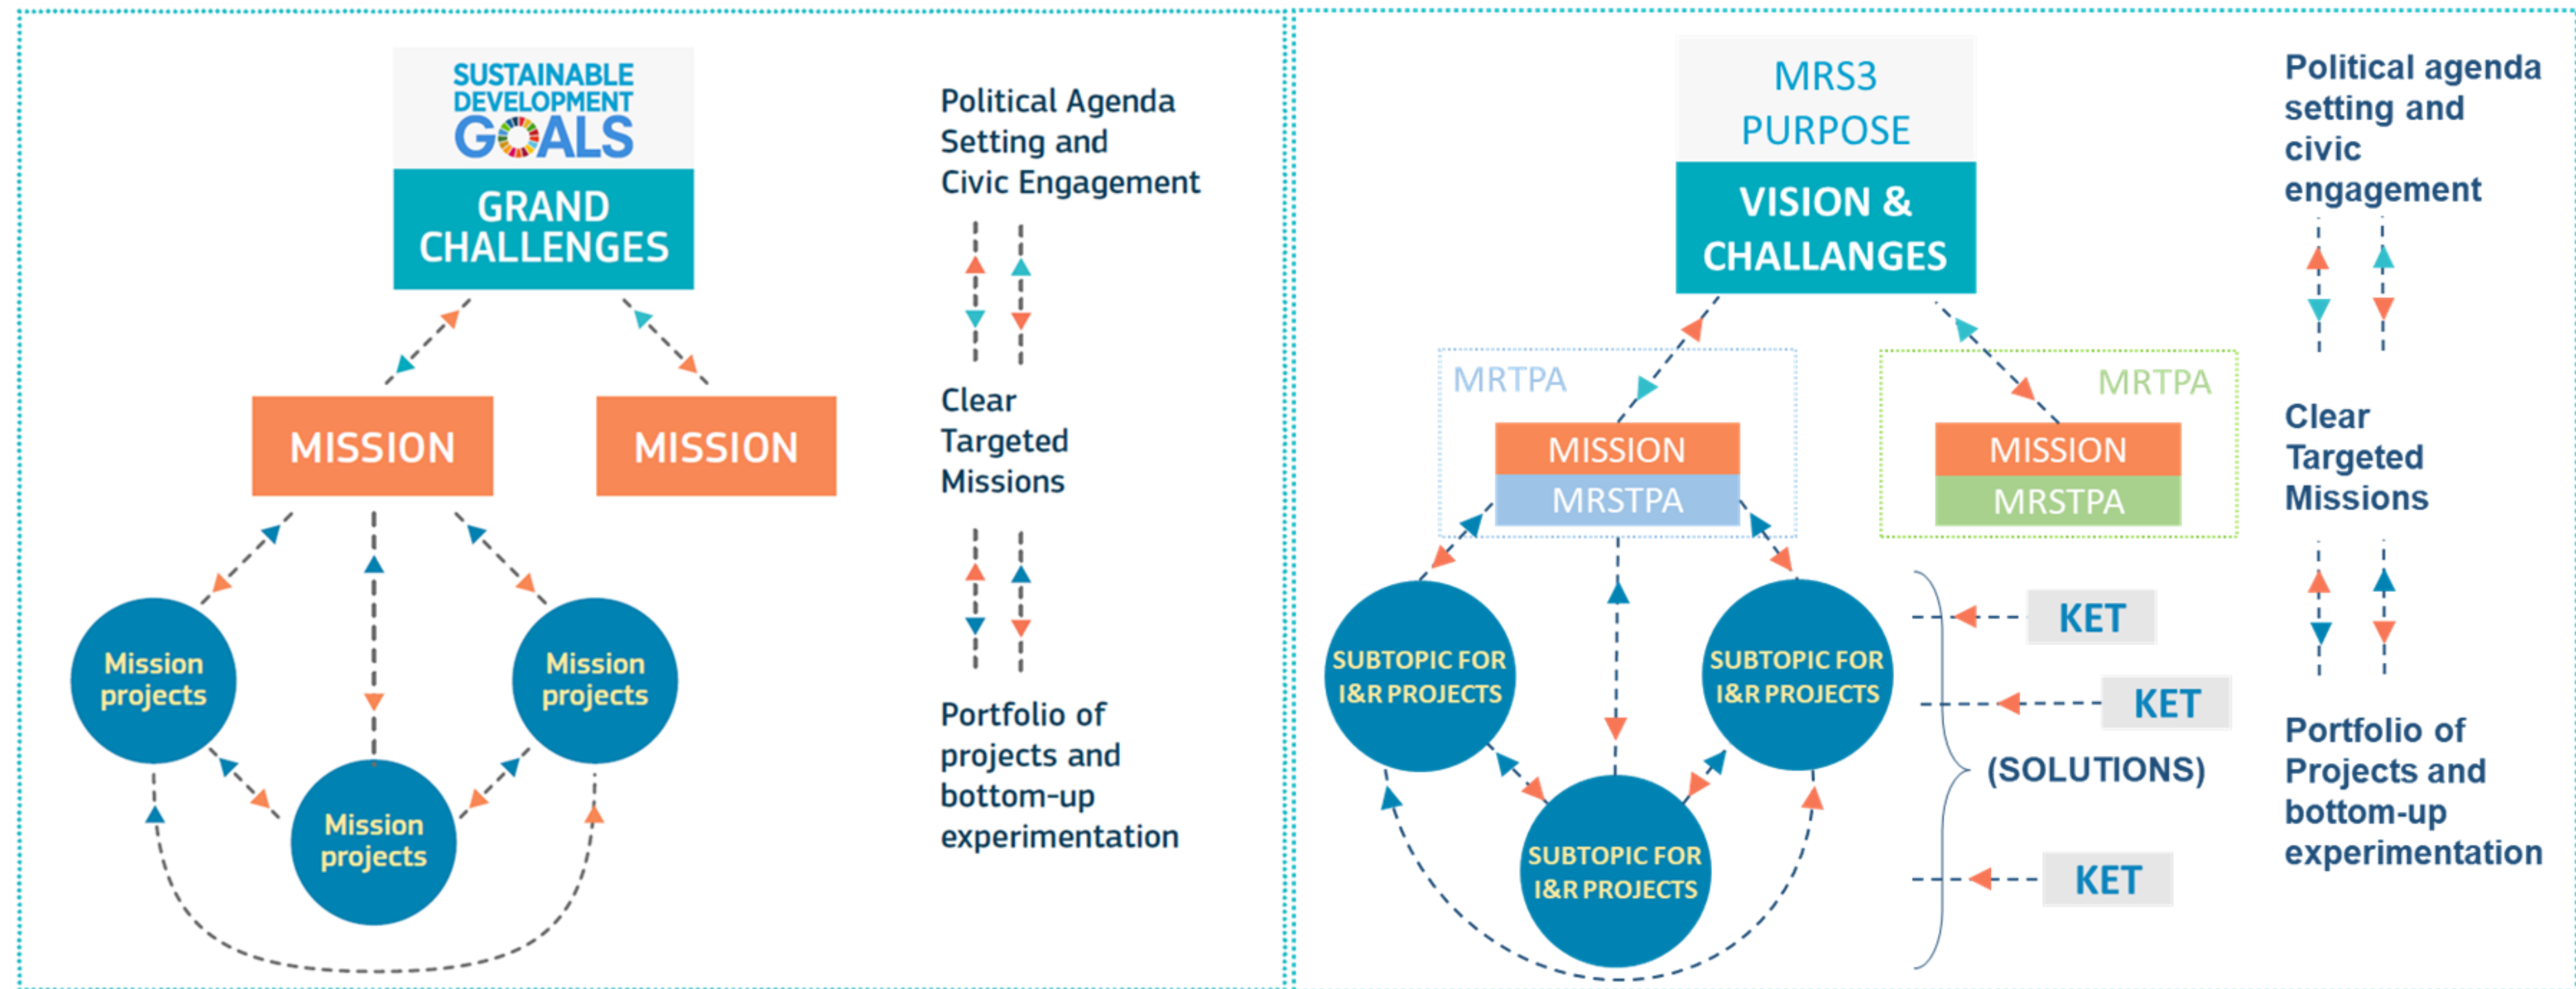 SUSTAINABLE
DEVELOPMENT
GOALS
GRAND
CHALLENGES
MISSION
MISSION
Mission
projects
Mission
projects
Mission
projects
Political Agenda
Setting and
Civic Engagement
Clear
Targeted
Missions
Portfolio of
projects and
bottom-up
experimentation
MRS3
PURPOSE
VISION &
CHALLANGES
MRTPA
MISSION
MRSTPA
MRTPA
MISSION
MRSTPA
SUBTOPIC FOR
I&R PROJECTS
SUBTOPIC FOR
I&R PROJECTS
SUBTOPIC FOR
I&R PROJECTS
KET
KET
(SOLUTIONS)
KET
Political agenda
setting and
civic
engagement
Clear
Targeted
Missions
Portfolio of
Projects and
bottom-up
experimentation